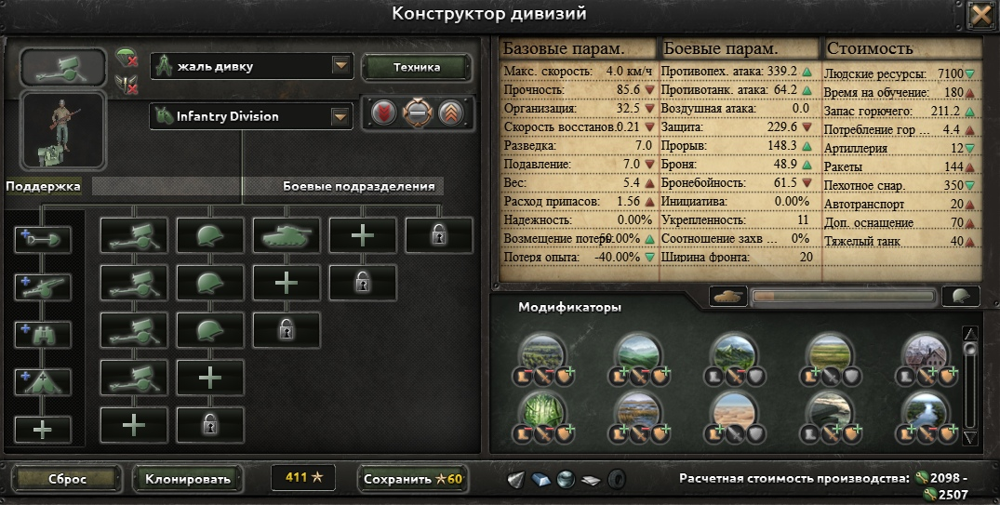 Конструктор дивизий
жаль дивку
Техника
Infantry Division
Поддержка
Боевые подразделения
Базовые парам.
Макс. скорость: 4.0 км/ч
Прочность: 85.6
Организация: 32.5
Скорость восстанов.0.21
Разведка: 7.0
Подавление: 7.0
Вес: 5.4
Расход припасов: 1.56
Надежность: 0.00%
Возмещение потерь 50.00%
Потеря опыта: -40.00%
Боевые парам.
Противопех. атака: 339.2
Противотанк. атака: 64.2
Воздушная атака: 0.0
Защита: 229.6
Прорыв: 148.3
Броня: 48.9
Бронебойность: 61.5
Инициатива: 0.00%
Укрепленность: 11
Соотношение захв ... 0%
Ширина фронта: 20
Стоимость
Людские ресурсы: 7100
Время на обучение: 180
Запас горючего: 211.2
Потребление гор ... 4.4
Артиллерия 12
Ракеты 144
Пехотное снар. 350
Автотранспорт 20
Доп. оснащение 70
Тяжелый танк 40
Модификаторы
Сброс
Клонировать
411
Сохранить 60
Расчетная стоимость производства: 2098 -
2507